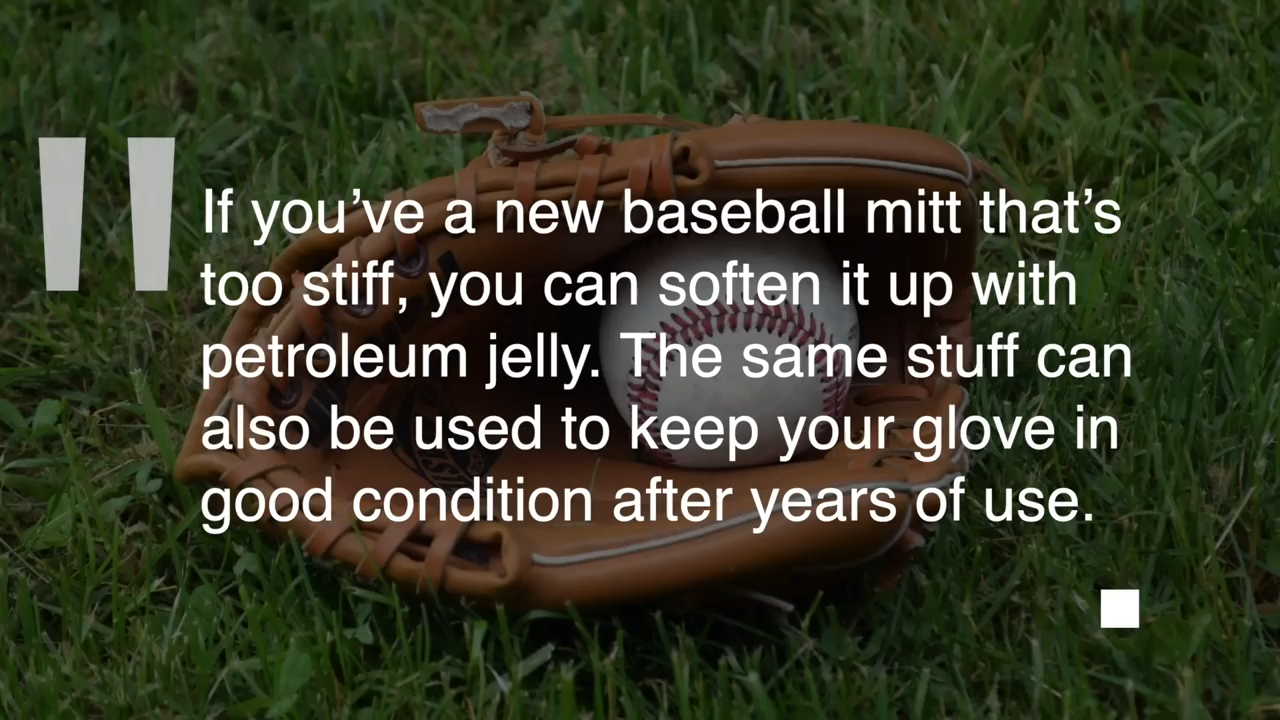 "
If you’ve a new baseball mitt that’s
too stiff, you can soften it up with
petroleum jelly. The same stuff can
also be used to keep your glove in
good condition after years of use.